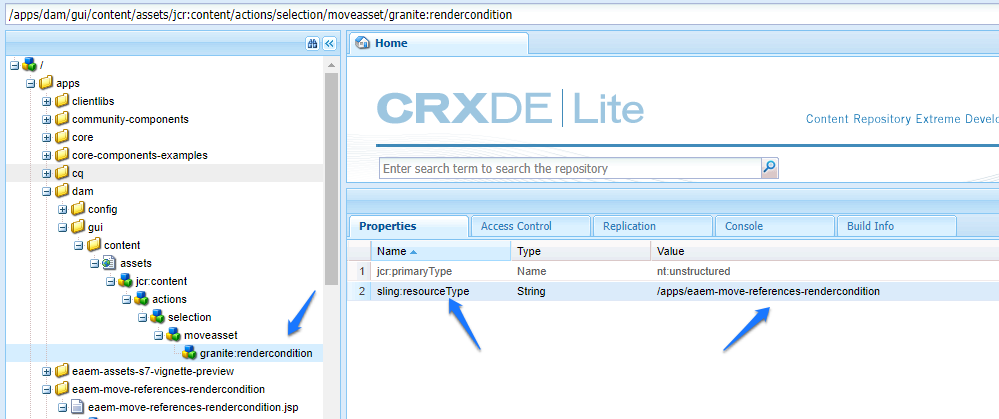 /apps/dam/gui/content/assets/jcr:content/actions/selection/moveasset/granite:rendercondition
/
apps
clientlibs
community-components
core
core-components-examples
cq
dam
config
gui
content
assets
jcr:content
actions
selection
moveasset
granite:rendercondition
eaem-assets-s7-vignette-preview
eaem-move-references-rendercondition
eaem-move-references-rendercondition.jsp
Home
CRXDE | Lite
Content Repository Extreme Develo
Enter search term to search the repository
Properties Access Control Replication Console Build Info
Name Type Value
1 jcr:primaryType Name nt:unstructured
2 sling:resourceType String /apps/eaem-move-references-rendercondition